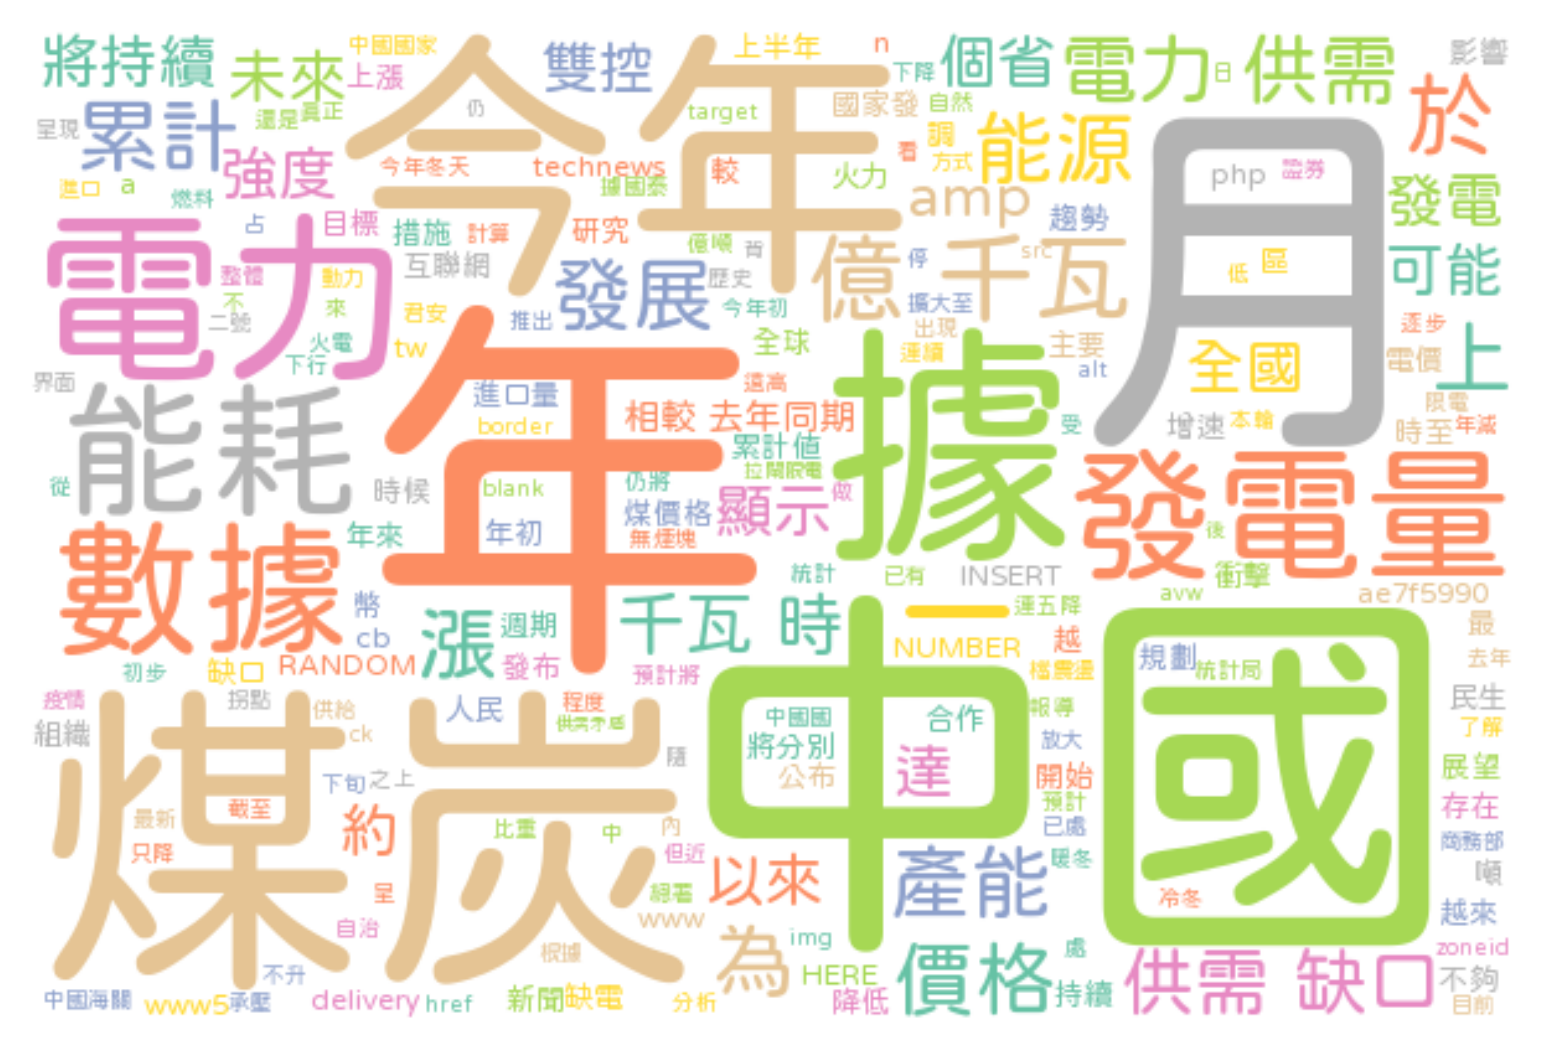 將持續
未來
中國國家
上漲
雙控
上半年
n
下降
個省
電力
日
供需
影響
呈現
累計
還是
真正
今年
仍
target
國家發
自然
於
強度
今年冬天
technews
據國泰
較
火力
看
調
方式
能源
月
php
證券
進口
a
燃料
占
目標
措施
計算
研究
億噸
背
amp
趨勢
發電
電力
整體
不
二號
動力
來
互聯網
君安
發展
歷史
今年初
推出
億
停
千瓦
src
擴大至
出現
低
區
可能
火電
下行
tw
年
全球
連續
主要
alt
全國
逐步
電價
上
界面
能耗
進口量
border
遠高
相較
去年同期
據
受
增速
本輪
限電
時至
年減
從
時候
blank
累計值
拉閘限電
仍將
煤價格
顯示
做
發電量
數據
年來
年初
無煙塊
統計
已有
INSERT
後
衝擊
avw
ae7f5990
幣
cb
漲
週期
千瓦
時
一
連五降
NUMBER
越
最
去年
初步
缺口
RANDOM
發布
預計將
中國
檔震盪
規劃
統計局
疫情
組織
煤炭
拐點
供給
ck
人民
程度
供需矛盾
隨
中國國
將分別
公布
合作
達
報導
放大
開始
預計
已處
民生
了解
展望
存在
商務部
下旬
之上
最新
截至
只降
約
比重
中
內
但近
以來
產能
暖冬
冷冬
噸
越來
呈
自治
總署
www
根據
為
img
HERE
價格
處
持續
供需
缺口
zoneid
不夠
目前
中國海關
www5
承壓
不升
delivery
href
新聞
缺電
分析
降低